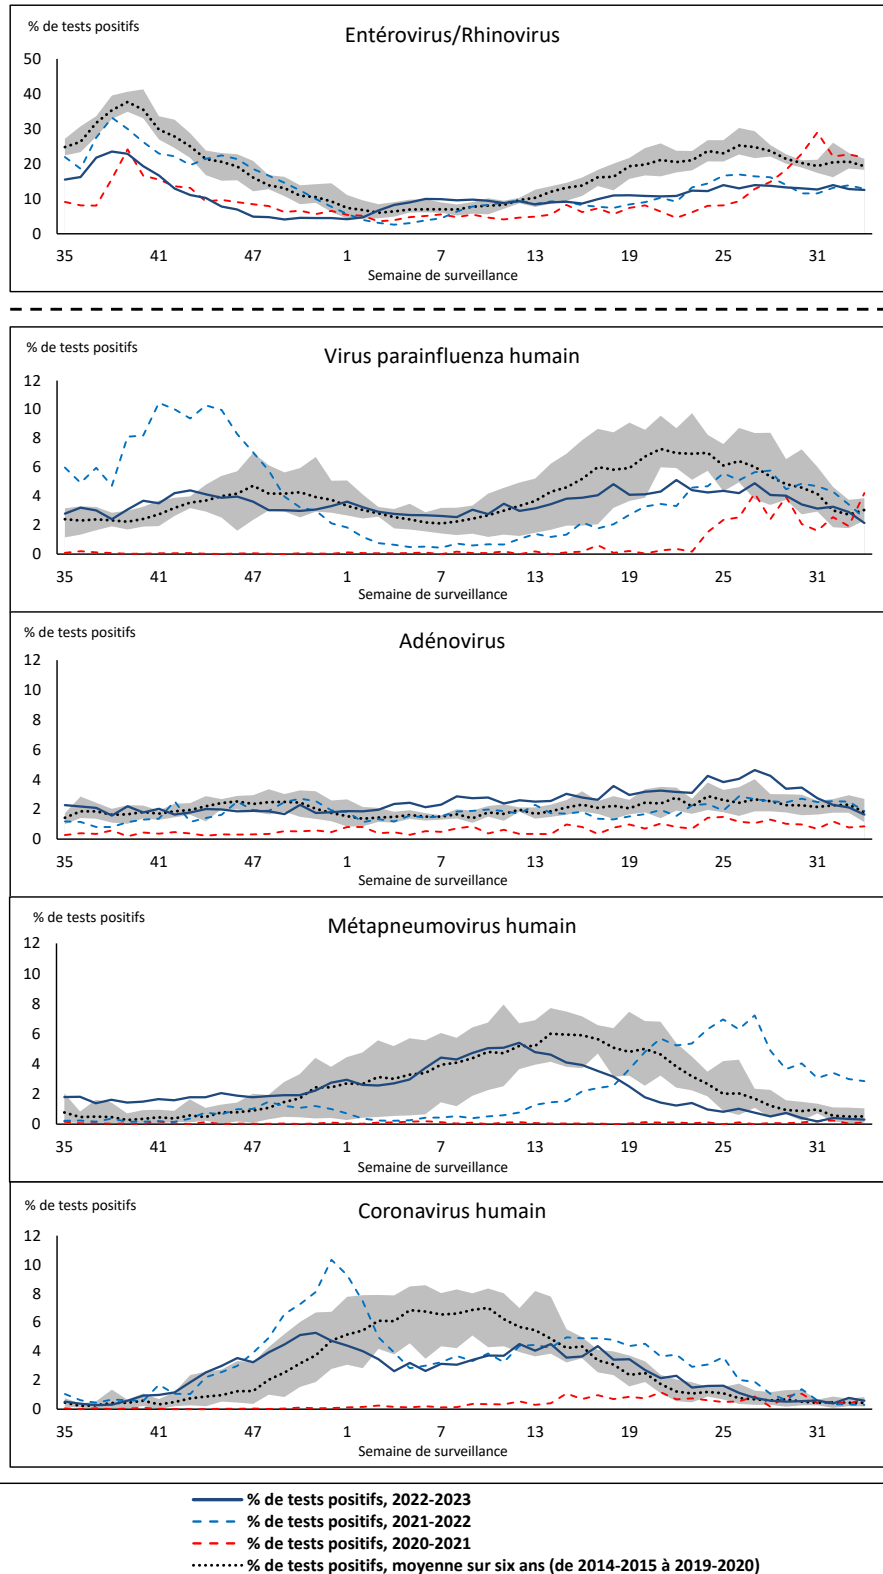 % de tests positifs
Entérovirus/Rhinovirus
50
40
30
20
10
0
35 41 47 1 7 13 19 25 31
Semaine de surveillance
% de tests positifs
Virus parainfluenza humain
12
10
8
6
4
2
0
35 41 47 1 7 13 19 25 31
Semaine de surveillance
% de tests positifs
Adénovirus
12
10
8
6
4
2
0
35 41 47 1 7 13 19 25 31
Semaine de surveillance
% de tests positifs
Métapneumovirus humain
12
10
8
6
4
2
0
35 41 47 1 7 13 19 25 31
Semaine de surveillance
% de tests positifs
Coronavirus humain
12
10
8
6
4
2
0
35 41 47 1 7 13 19 25 31
Semaine de surveillance
% de tests positifs, 2022-2023
% de tests positifs, 2021-2022
% de tests positifs, 2020-2021
% de tests positifs, moyenne sur six ans (de 2014-2015 à 2019-2020)